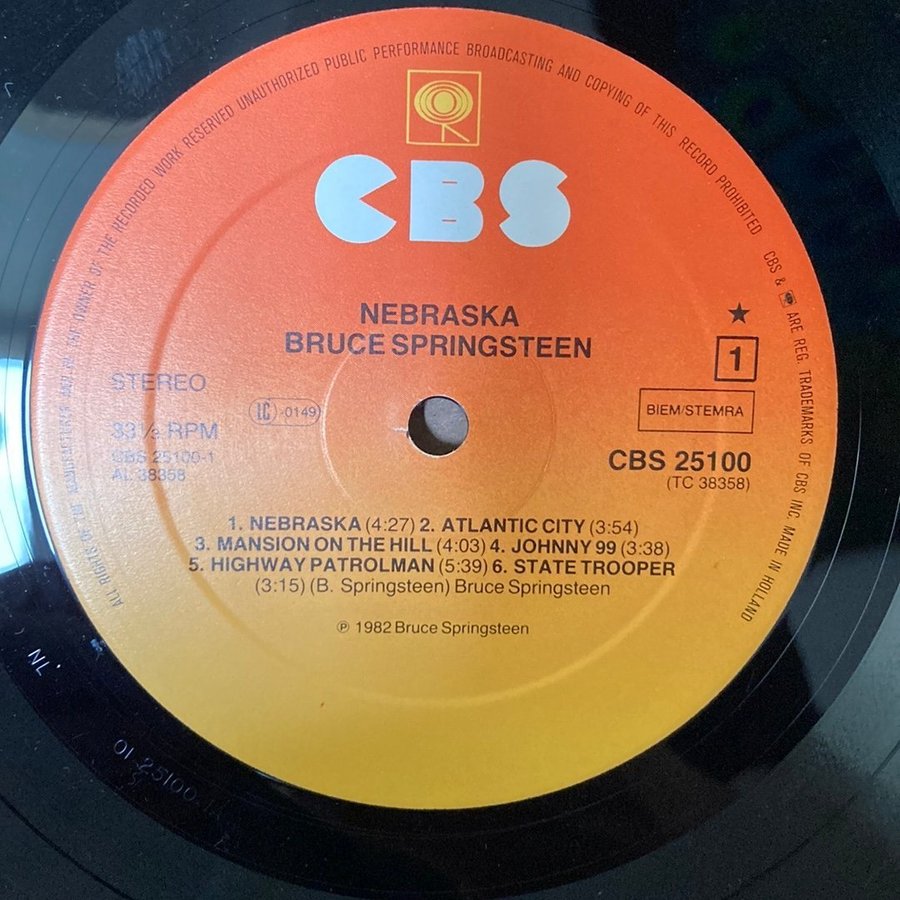 ALL RIGHTS OF THE MANUFACTURER AND OF THE OWNER OF THE RECORDED WORK RESERVED UNAUTHORIZED PUBLIC PERFORMANCE BROADCASTING AND COPYING OF THIS RECORD PROHIBITED
CBS & ARE REG. TRADEMARKS OF CBS INC. MADE IN HOLLAND
CBS
NEBRASKA
BRUCE SPRINGSTEEN
★
1
STEREO
LC -0149
BIEM/STEMRA
33 1/3 RPM
CBS 25100-1
AL 38358
CBS 25100
(TC 38358)
1. NEBRASKA (4:27) 2. ATLANTIC CITY (3:54)
3. MANSION ON THE HILL (4:03) 4. JOHNNY 99 (3:38)
5. HIGHWAY PATROLMAN (5:39) 6. STATE TROOPER
(3:15) (B. Springsteen) Bruce Springsteen
℗ 1982 Bruce Springsteen
NL
01-25100